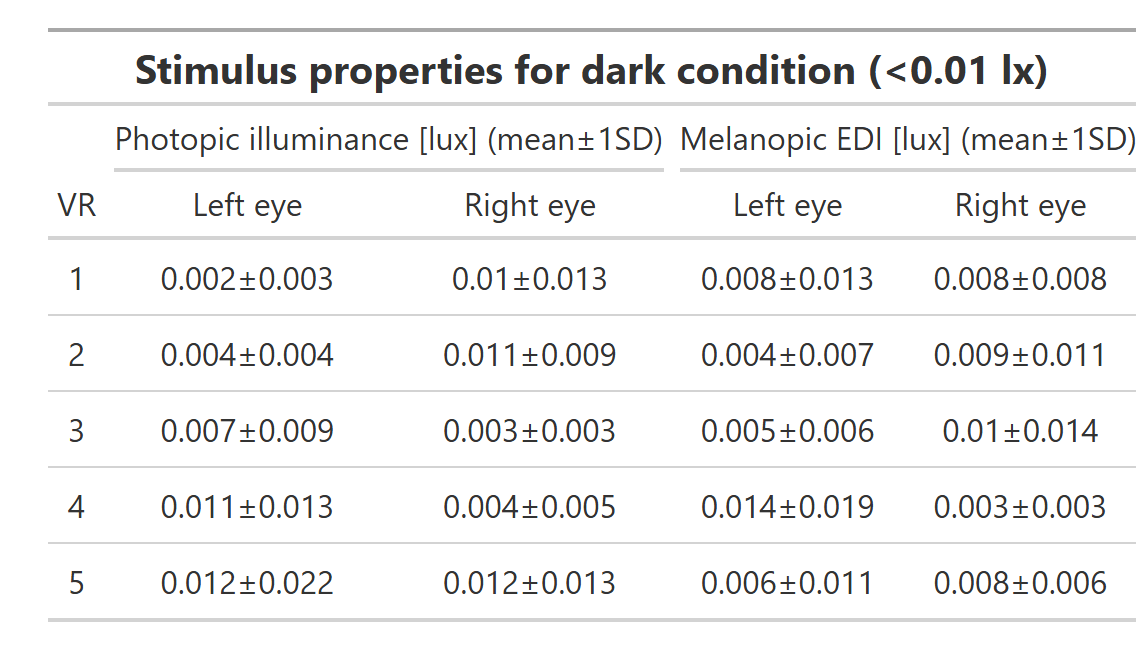 Stimulus properties for dark condition (<0.01 lx)
Photopic illuminance [lux] (mean±1SD) Melanopic EDI [lux] (mean±1SD)
VR Left eye Right eye Left eye Right eye
1 0.002±0.003 0.01±0.013 0.008±0.013 0.008±0.008
2 0.004±0.004 0.011±0.009 0.004±0.007 0.009±0.011
3 0.007±0.009 0.003±0.003 0.005±0.006 0.01±0.014
4 0.011±0.013 0.004±0.005 0.014±0.019 0.003±0.003
5 0.012±0.022 0.012±0.013 0.006±0.011 0.008±0.006